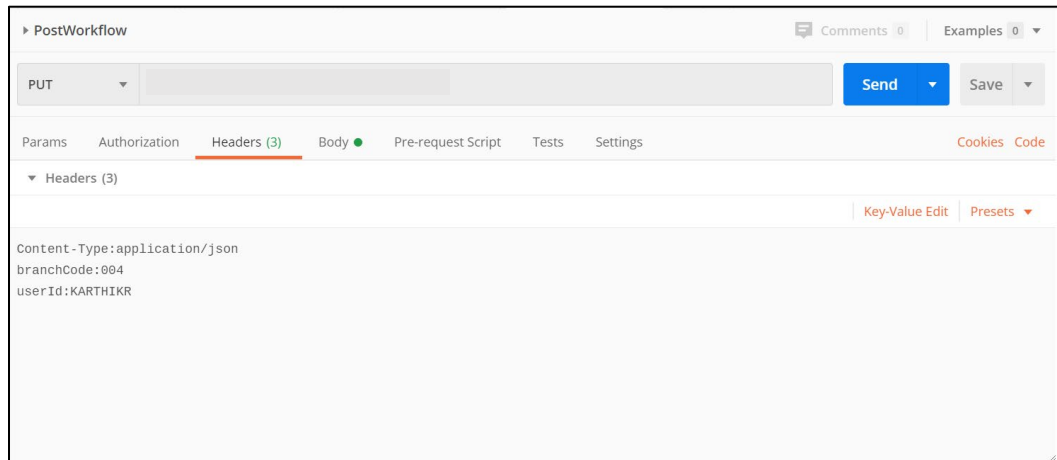 PostWorkflow Comments 0 Examples 0
PUT Send Save
Params Authorization Headers (3) Body Pre-request Script Tests Settings Cookies Code
Headers (3)
Key-Value Edit Presets
Content-Type:application/json
branchCode:004
userId:KARTHIKR